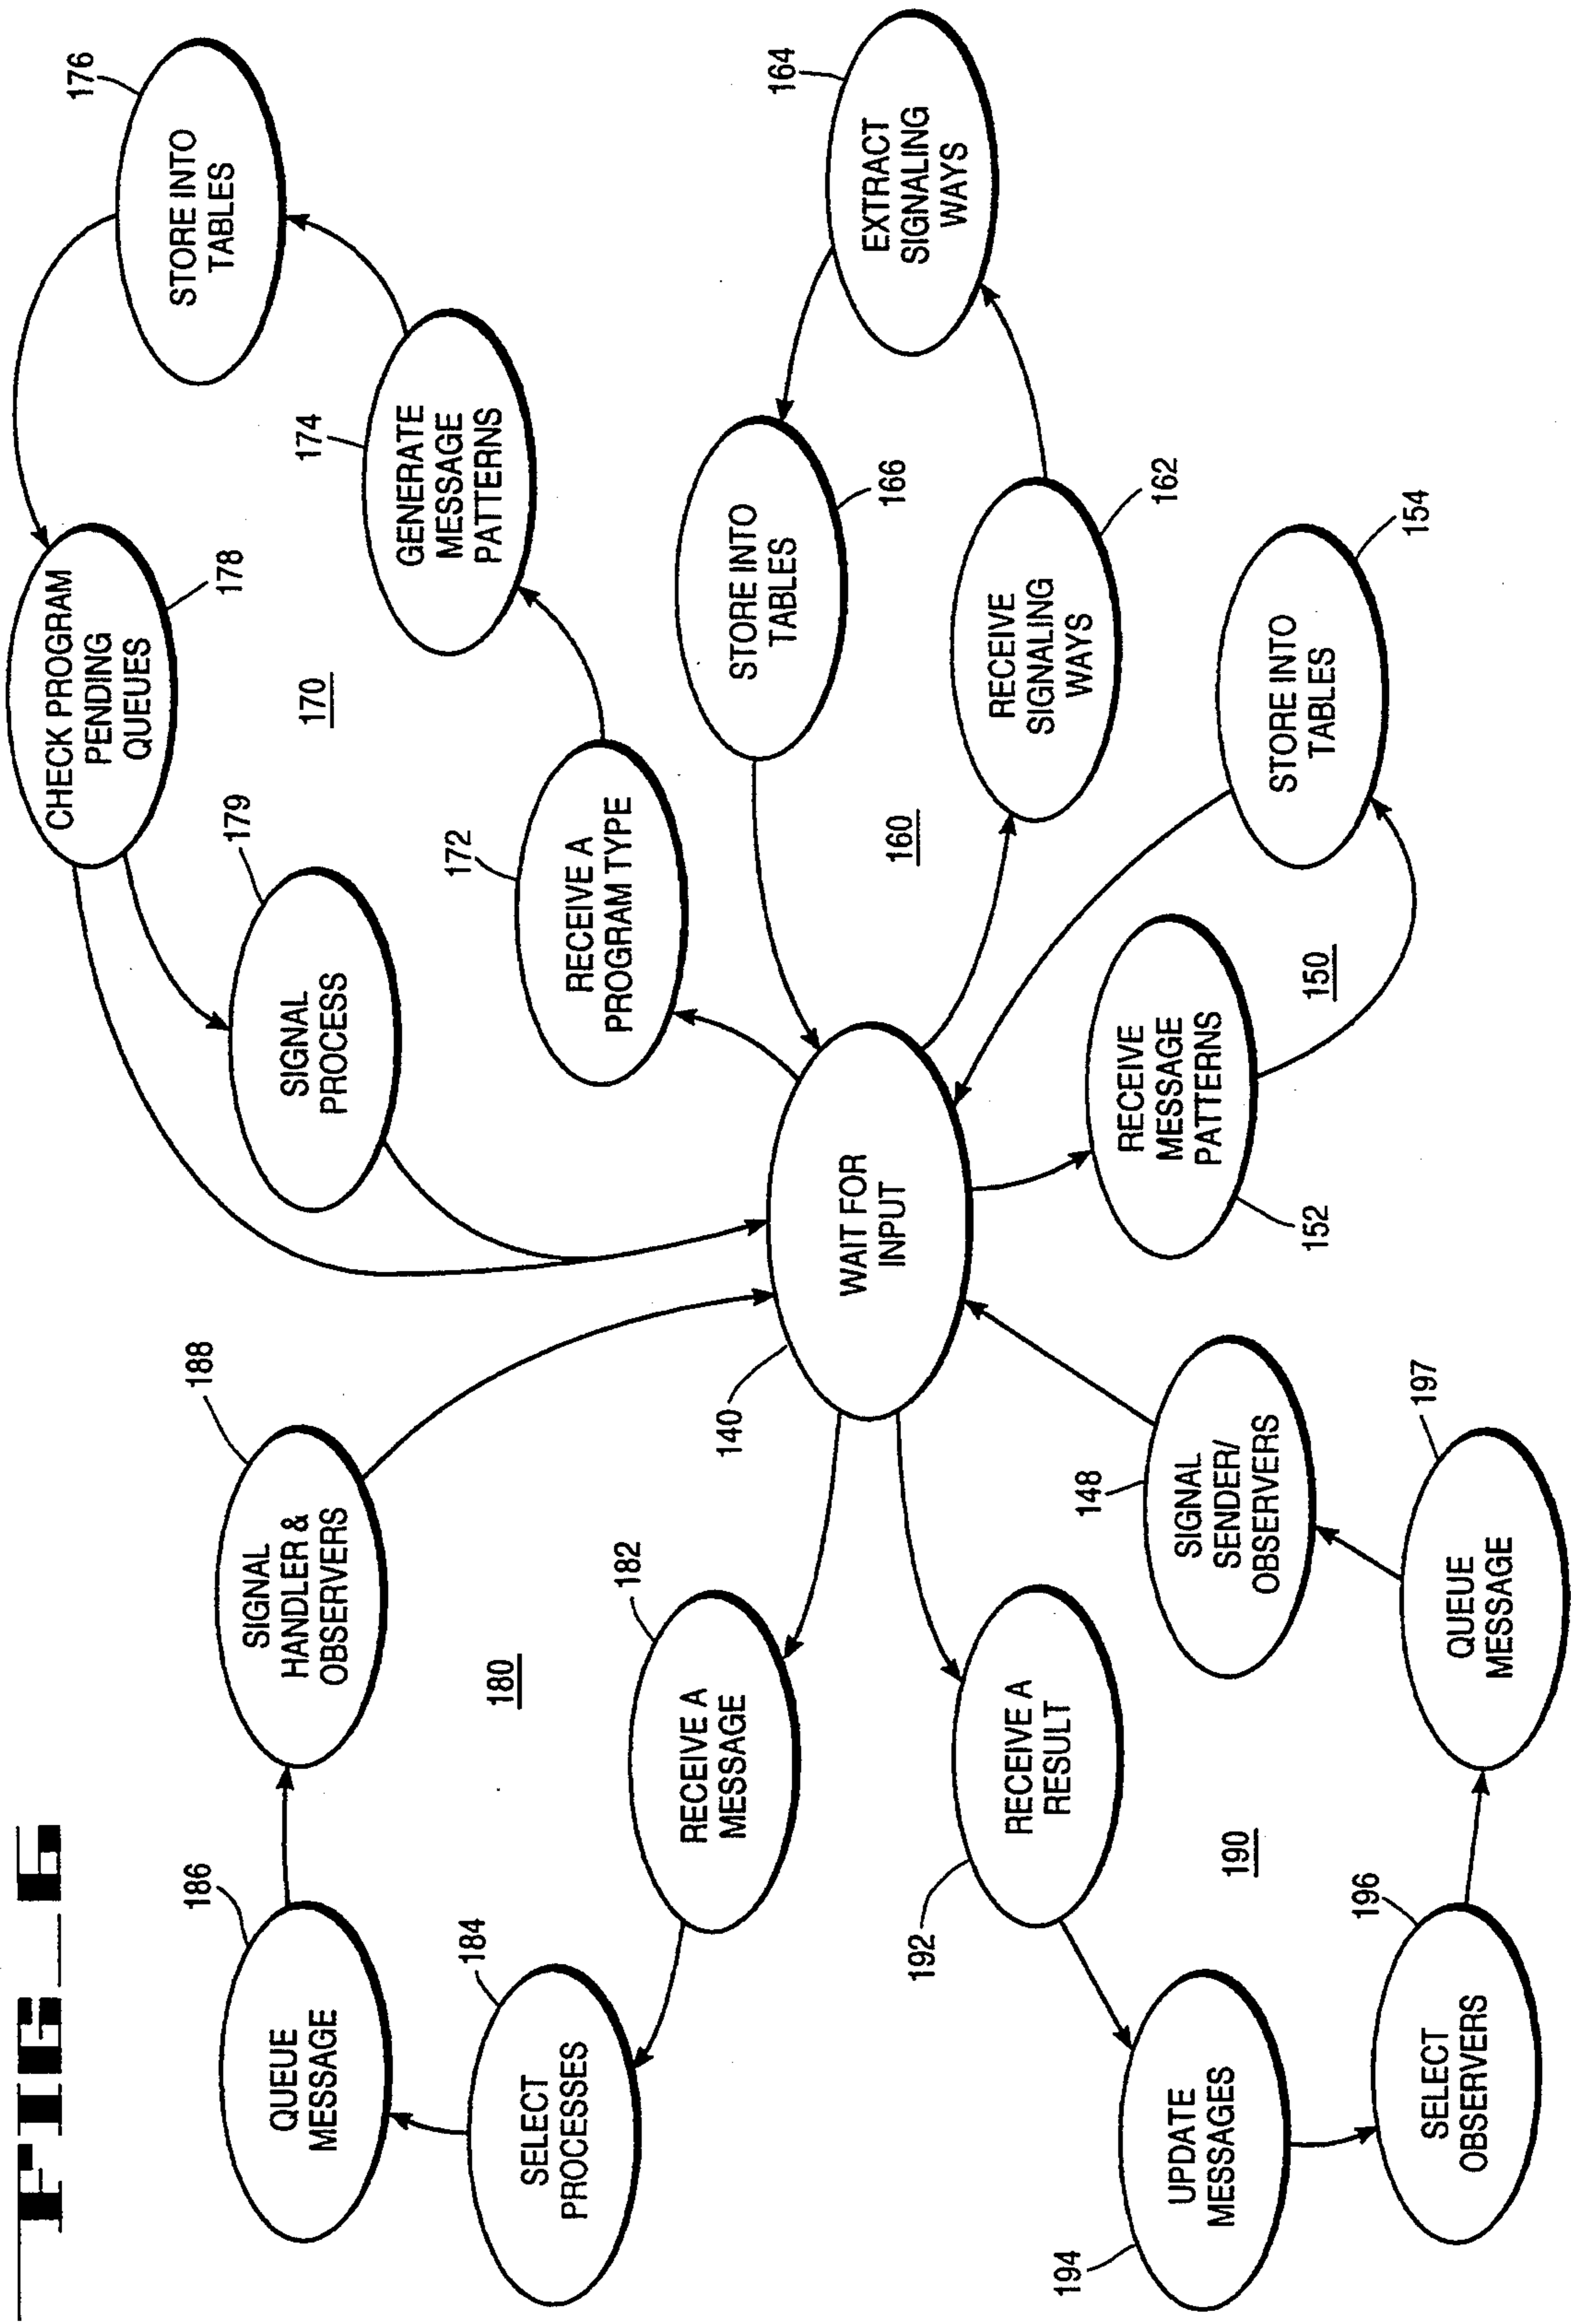 FIG_6
186
QUEUE
MESSAGE
188
SIGNAL
HANDLER &
OBSERVERS
184
SELECT
PROCESSES
180
182
RECEIVE A
MESSAGE
CHECK PROGRAM
PENDING
QUEUES
178
176
STORE INTO
TABLES
179
SIGNAL
PROCESS
170
174
GENERATE
MESSAGE
PATTERNS
172
RECEIVE A
PROGRAM TYPE
140
WAIT FOR
INPUT
STORE INTO
TABLES
166
164
EXTRACT
SIGNALING
WAYS
160
RECEIVE
SIGNALING
WAYS
162
192
RECEIVE A
RESULT
190
194
UPDATE
MESSAGES
196
SELECT
OBSERVERS
148
SIGNAL
SENDER/
OBSERVERS
197
QUEUE
MESSAGE
RECEIVE
MESSAGE
PATTERNS
152
150
STORE INTO
TABLES
154